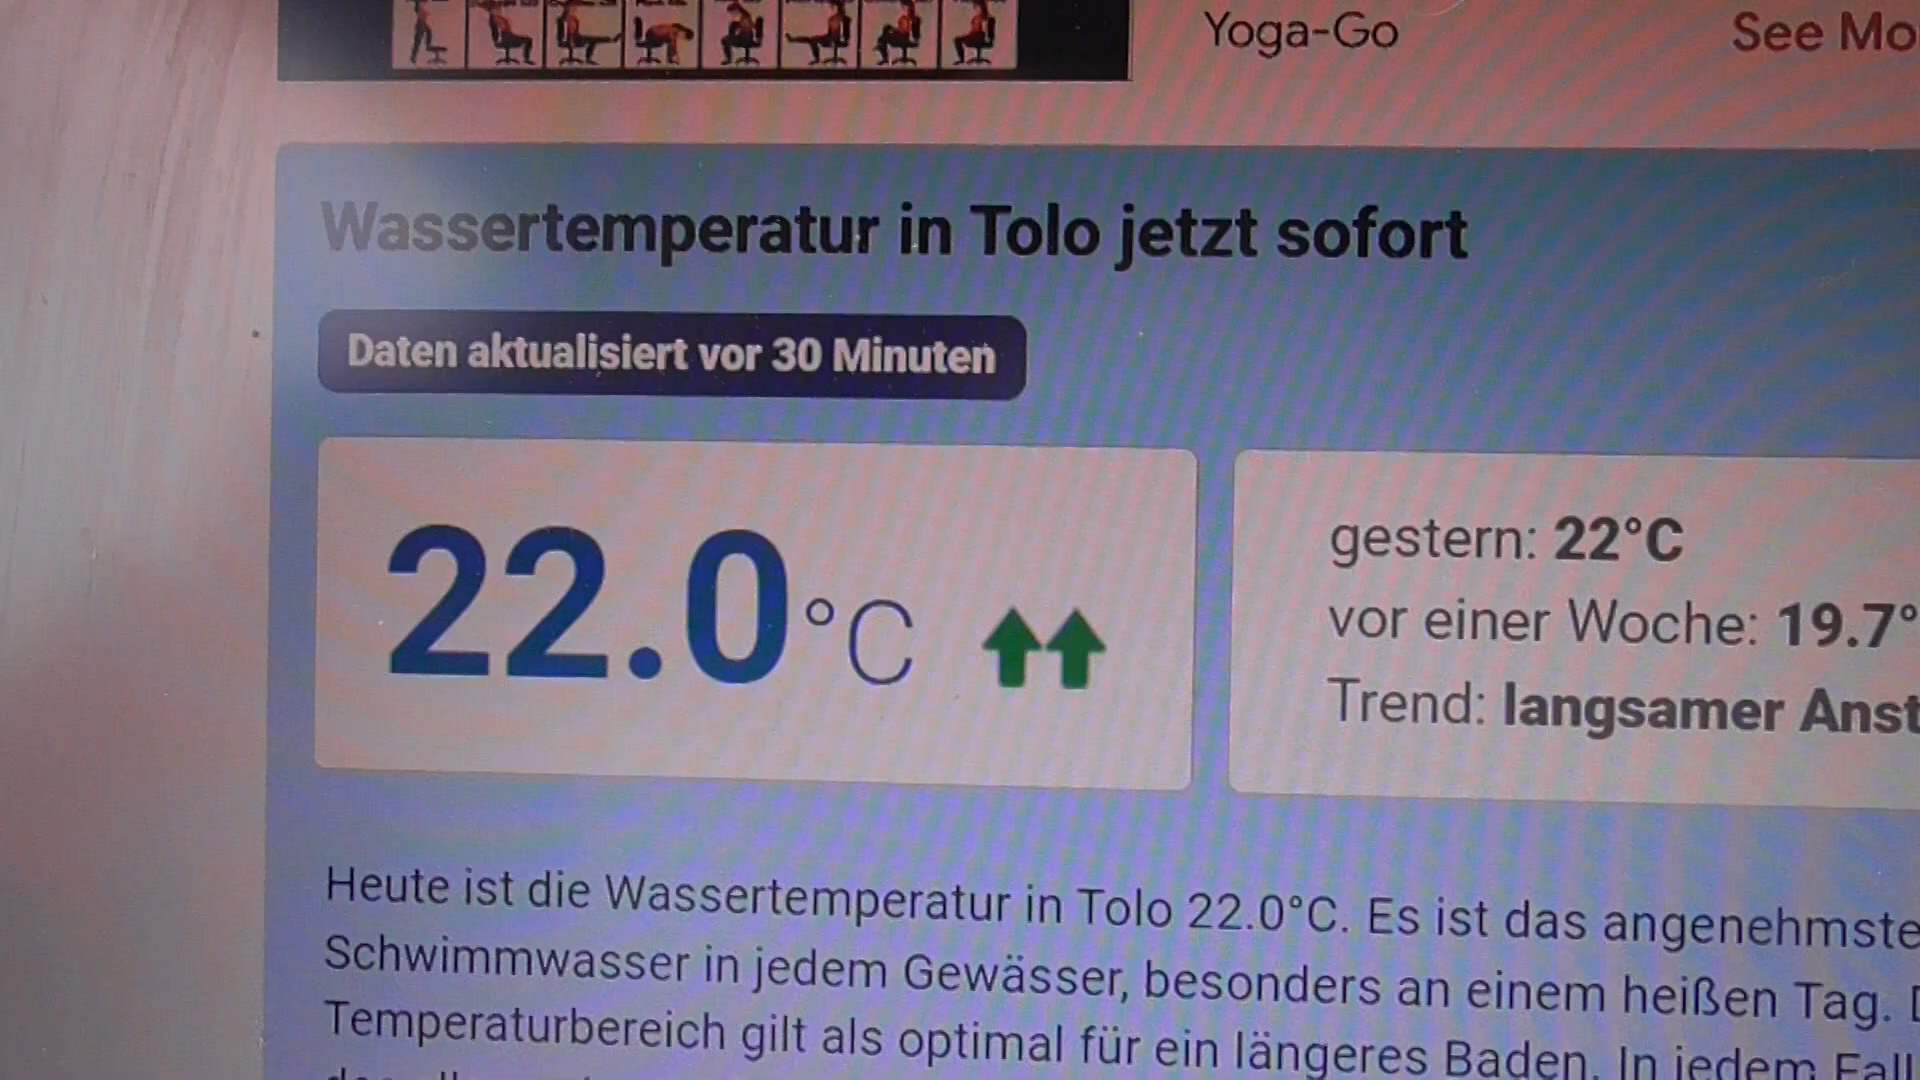 Yoga-Go
See Mo
Wassertemperatur in Tolo jetzt sofort
Daten aktualisiert vor 30 Minuten
22.0°C
gestern: 22°C
vor einer Woche: 19.7°
Trend: langsamer Anst
Heute ist die Wassertemperatur in Tolo 22.0°C. Es ist das angenehmste
Schwimmwasser in jedem Gewässer, besonders an einem heißen Tag.
Temperaturbereich gilt als optimal für ein längeres Baden. In jedem Fall